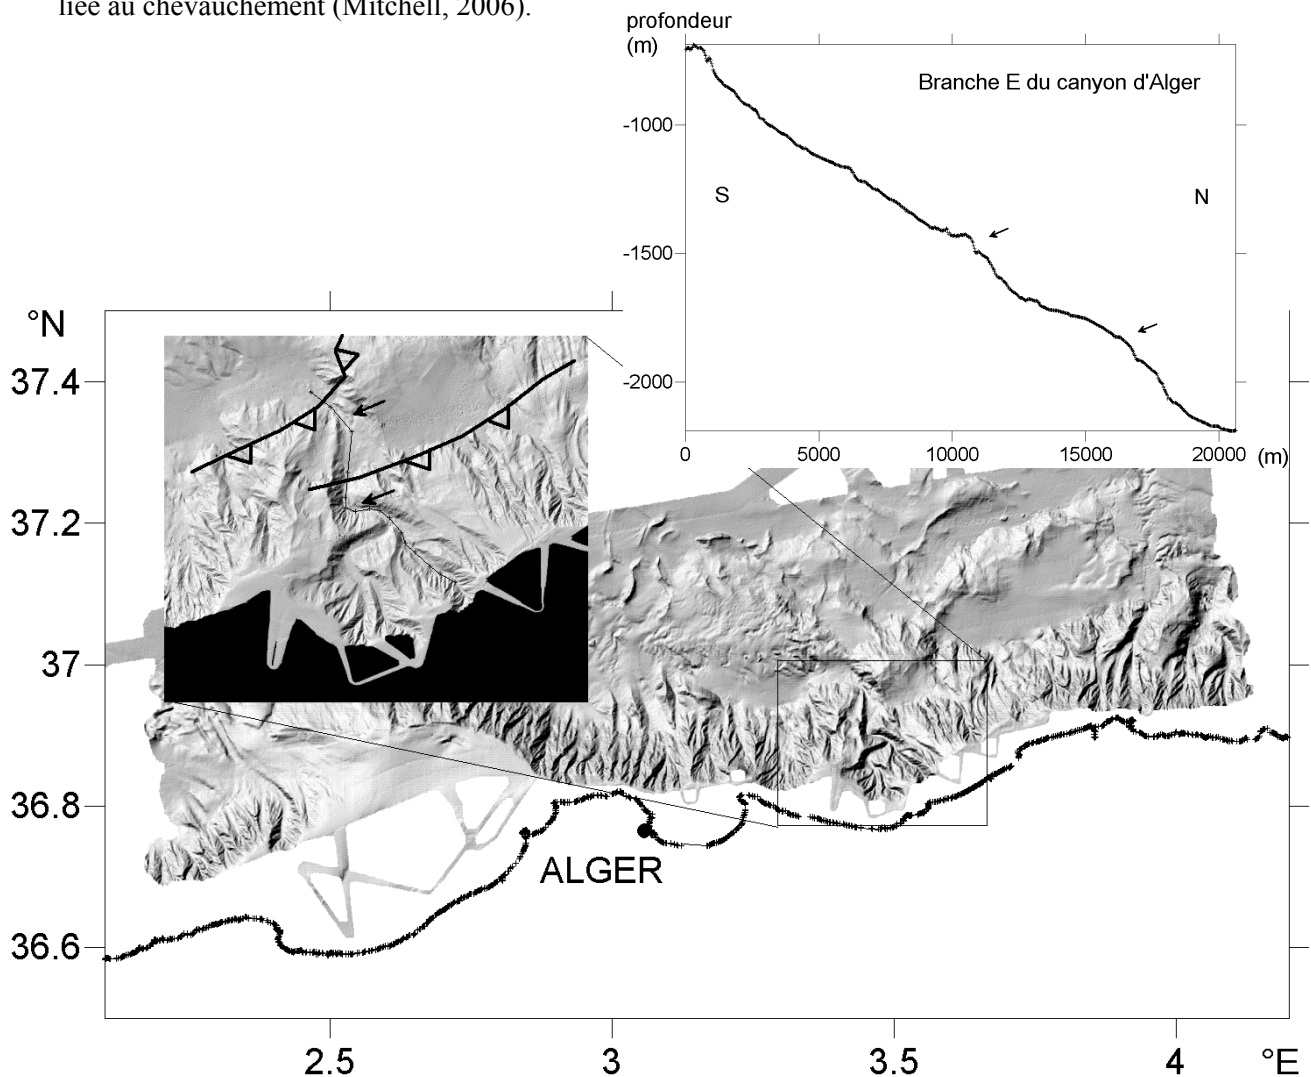 liée au chevauchement (Mitchell, 2006).
profondeur
(m)
Branche E du canyon d'Alger
-1000
S
N
-1500
-2000
0
5000
10000
15000
20000
(m)
°N
37.4
37.2
37
36.8
36.6
ALGER
2.5
3
3.5
4
°E